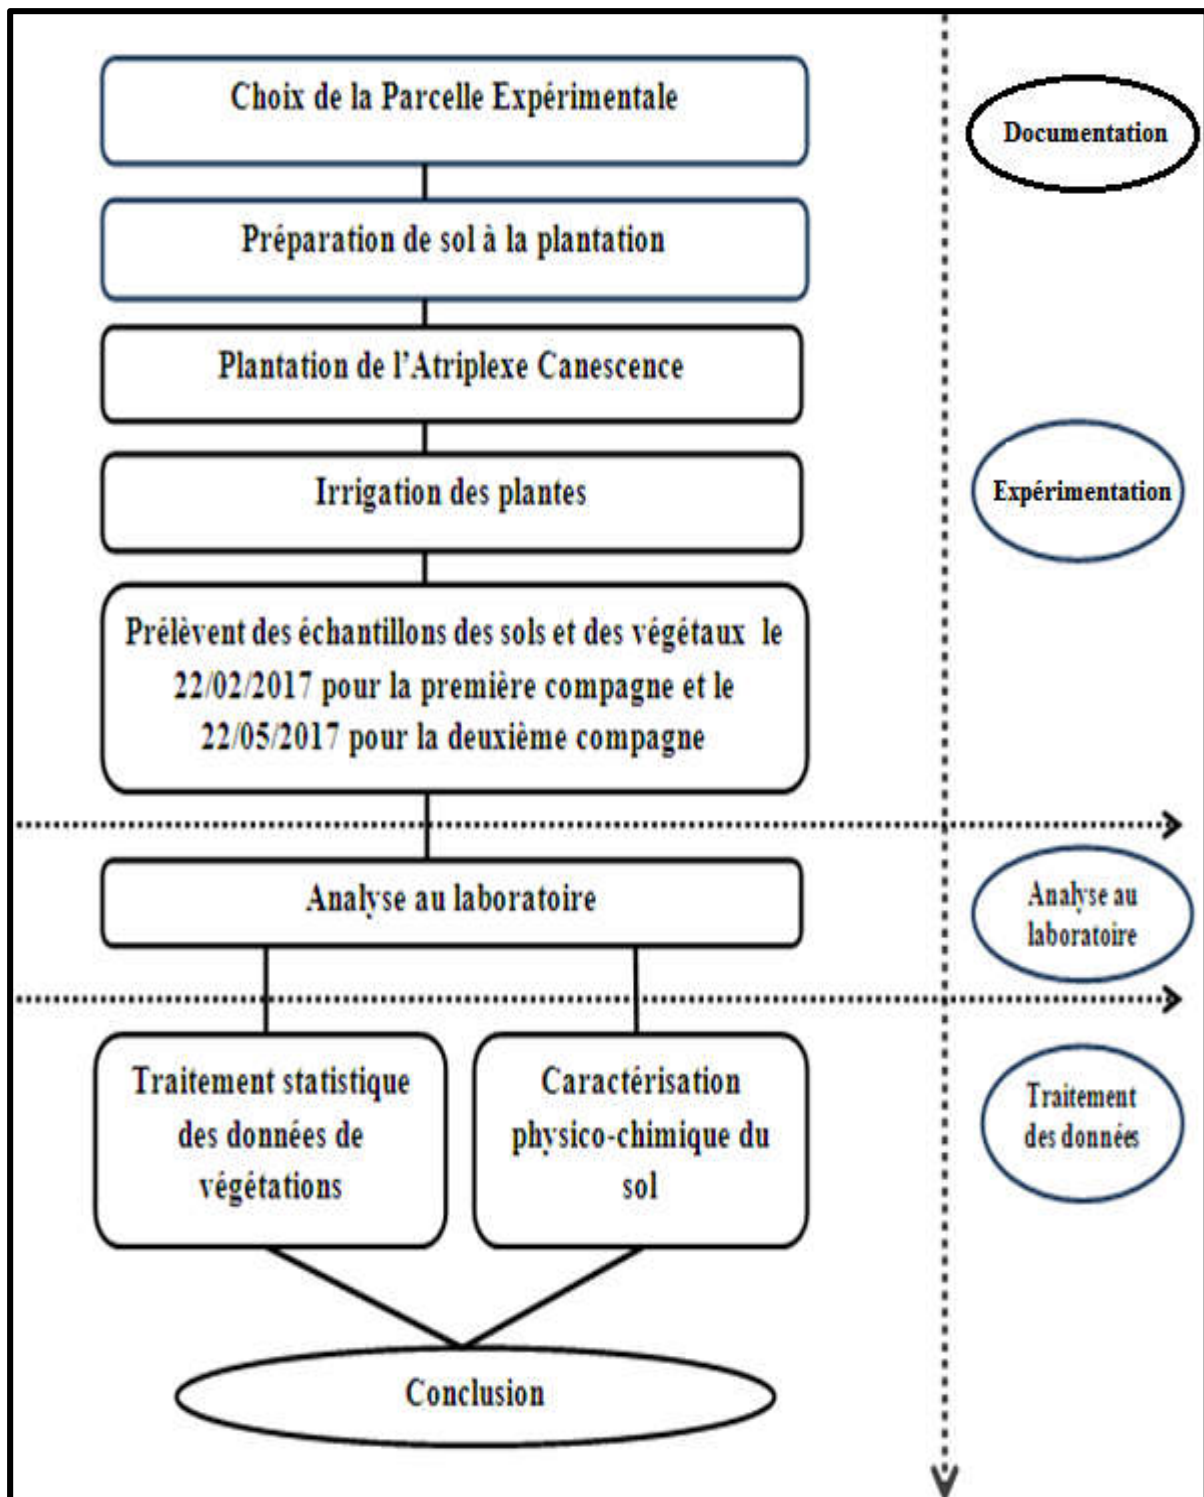 Choix de la Parcelle Expérimentale
Documentation
Préparation de sol à la plantation
Plantation de l'Atriplexe Canescence
Irrigation des plantes
Expérimentation
Prélèvent des échantillons des sols et des végétaux le
22/02/2017 pour la première compagne et le
22/05/2017 pour la deuxième compagne
Analyse au laboratoire
Analyse au
laboratoire
Traitement statistique
des données de
végétations
Caractérisation
physico-chimique du
sol
Traitement
des données
Conclusion